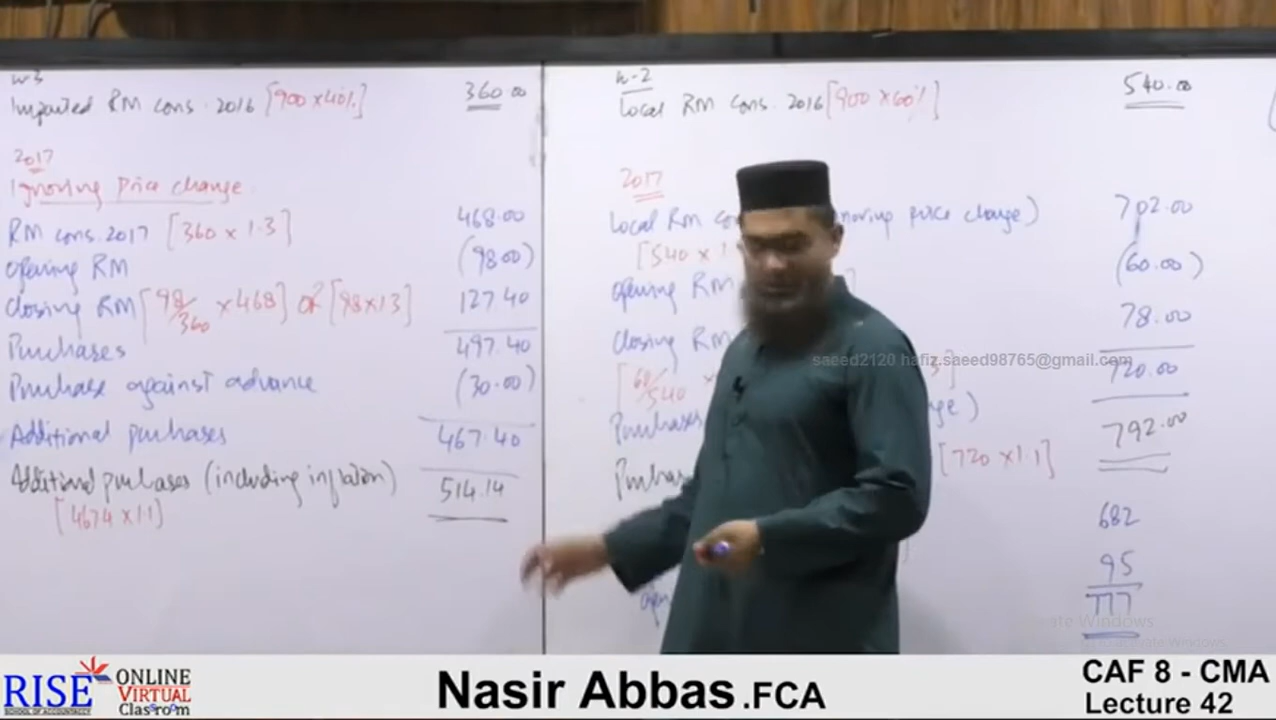 W-3
Imported RM cons. 2016 [900 x 40%] 360.00
2017
Ignoring Price change
RM cons. 2017 [360 x 1.3] 468.00
opening RM (98.00)
closing RM [98/360 x 468] or [98 x 1.3] 127.40
Purchases 497.40
Purchase against advance (30.00)
Additional purchases 467.40
Additional purchases (including inflation) 514.14
[467.4 x 1.1]
W-2
Local RM cons. 2016 [900 x 60%] 540.00
2017
Local RM noring price change) 702.00
[540 x 1
opening RM (60.00)
closing RM 78.00
[60/540
720.00
Purchases ge)
[720 x 1.1] 792.00
682
95
777
saeed2120 hafiz.saeed98765@gmail.com
ate Windows
RISE
SCHOOL OF ACCOUNTANCY
ONLINE
VIRTUAL
Classroom
Nasir Abbas .FCA
CAF 8 - CMA
Lecture 42